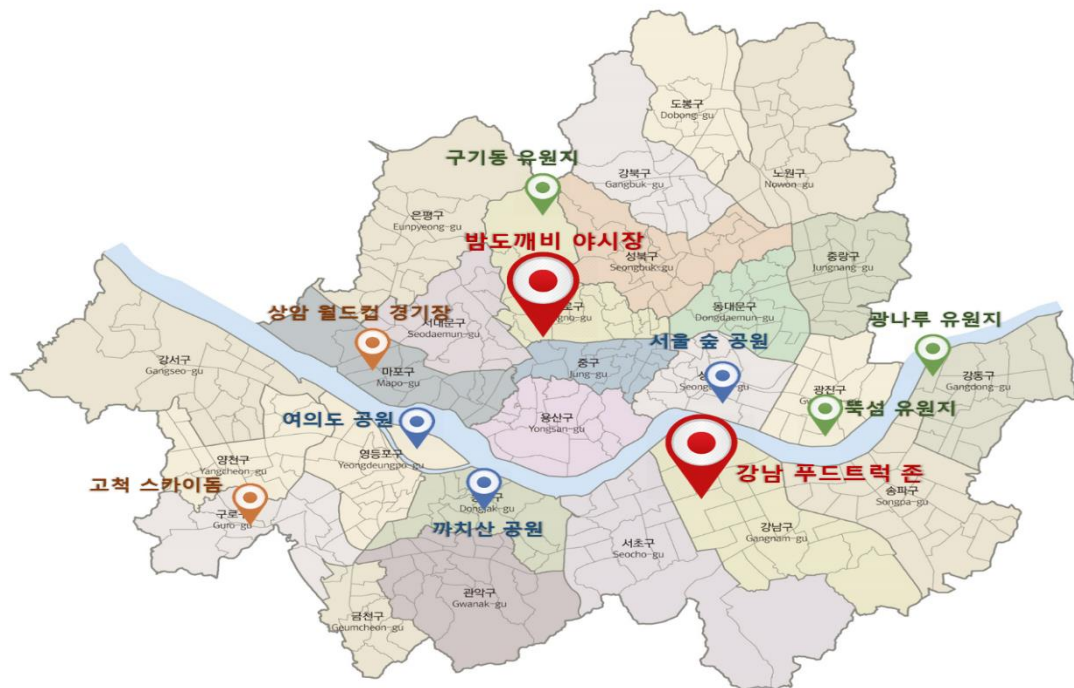 도봉구
Dobong-gu
구기동 유원지
강북구
Gangbuk-gu
노원구
Nowon-gu
은평구
Eunpyeong-gu
밤도깨비 야시장
성북구
Seongbuk-gu
중랑구
Jungnang-gu
상암 월드컵 경기장
서대문구
Seodaemun-gu
동대문구
Dongdaemun-gu
광나루 유원지
서울 숲 공원
강서구
Gangseo-gu
마포구
Mapo-gu
중구
Jung-gu
강동구
Gangdong-gu
광진구
뚝섬 유원지
여의도 공원
용산구
Yongsan-gu
양천구
Yangcheon-gu
영등포구
Yeongdeungpo-gu
강남 푸드트럭 존
고척 스카이돔
구로구
Guro-gu
Dongjak-gu
까치산 공원
송파구
Songpa-gu
강남구
Gangnam-gu
서초구
Seocho-gu
관악구
Gwanak-gu
금천구
Geumcheon-gu